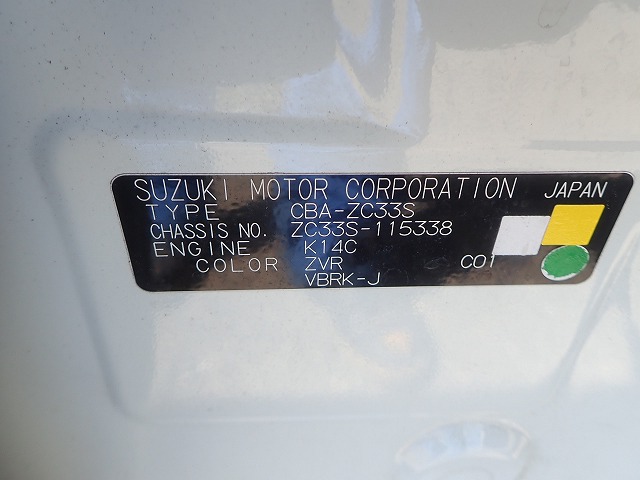 SUZUKI MOTOR CORPORATION JAPAN
TYPE CBA-ZC33S
CHASSIS NO. ZC33S-115338
ENGINE K14C
COLOR ZVR C01
VBRK-J